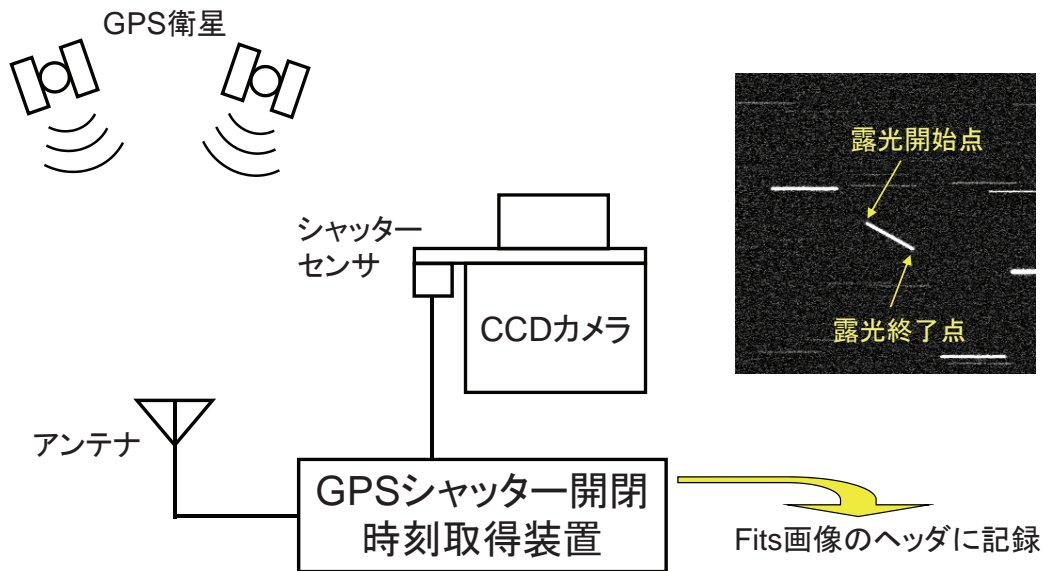 GPS衛星
露光開始点
シャッター
センサ
CCDカメラ
露光終了点
アンテナ
GPSシャッター開閉
時刻取得装置
Fits画像のヘッダに記録